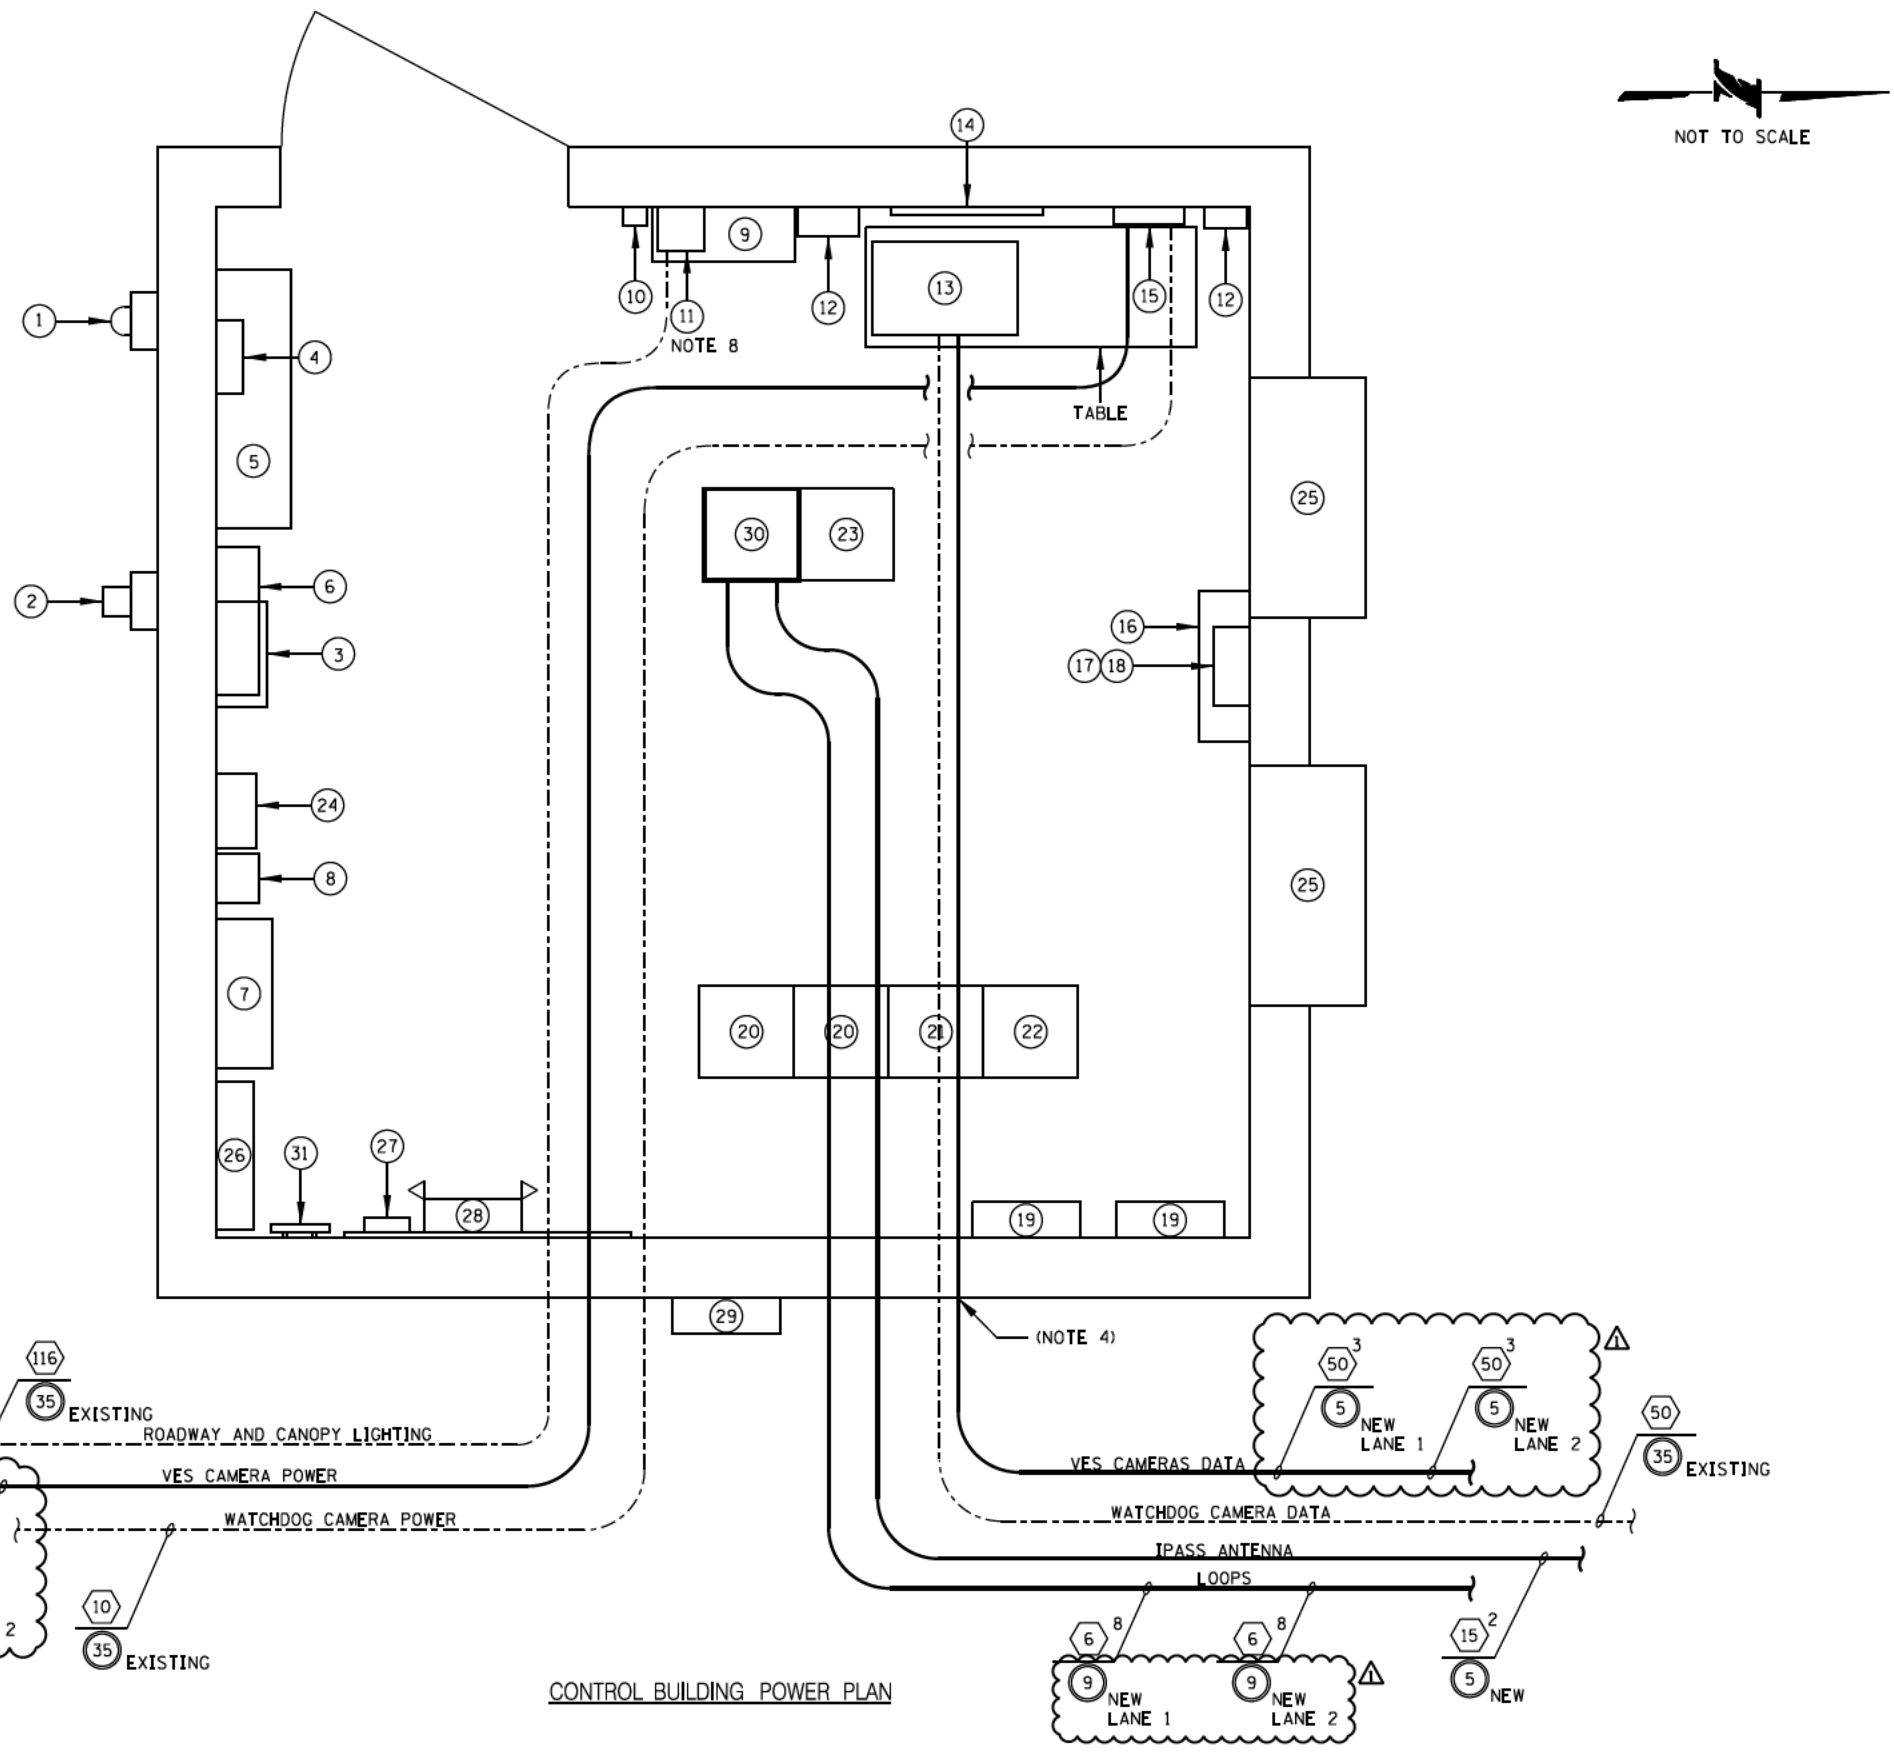 N
NOT TO SCALE
14
9
10
11
NOTE 8
12
13
15
12
TABLE
1
4
5
2
6
3
30
23
25
16
17 18
24
8
7
25
20
20
21
22
26
31
27
28
19
19
29
(NOTE 4)
116
35
EXISTING
ROADWAY AND CANOPY LIGHTING
VES CAMERA POWER
WATCHDOG CAMERA POWER
2
10
35
EXISTING
50 3
5
NEW
LANE 1
50 3
5
NEW
LANE 2
1
50
35
EXISTING
VES CAMERAS DATA
WATCHDOG CAMERA DATA
IPASS ANTENNA
LOOPS
6 8
9
NEW
LANE 1
6 8
9
NEW
LANE 2
1
15 2
5
NEW
CONTROL BUILDING POWER PLAN